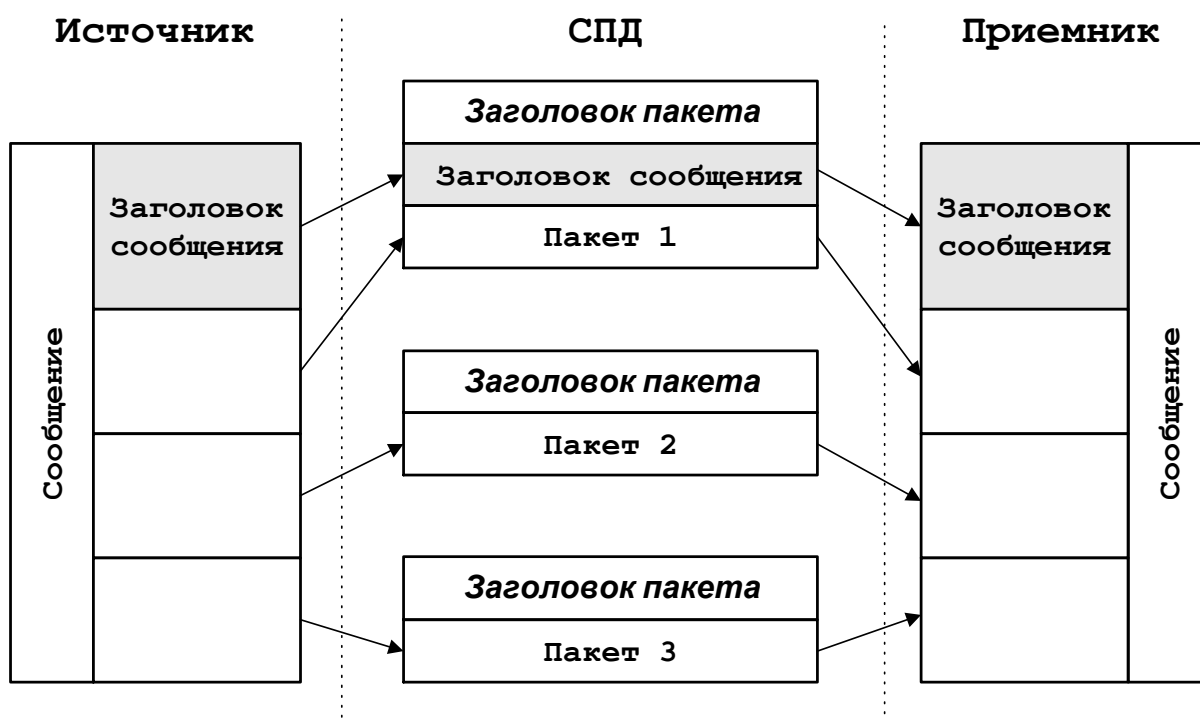 Источник
СПД
Приемник
Сообщение
Заголовок
сообщения
Заголовок пакета
Заголовок сообщения
Пакет 1
Заголовок пакета
Пакет 2
Заголовок пакета
Пакет 3
Заголовок
сообщения
Сообщение